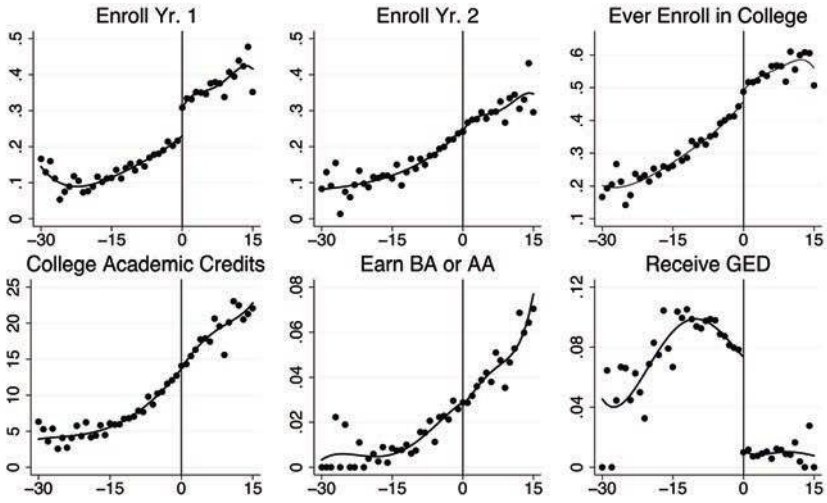 Enroll Yr. 1
.5
.4
.3
.2
.1
0
-30 -15 0 15
Enroll Yr. 2
.5
.4
.3
.2
.1
0
-30 -15 0 15
Ever Enroll in College
.6
.5
.4
.3
.2
.1
-30 -15 0 15
College Academic Credits
25
20
15
10
5
0
-30 -15 0 15
Earn BA or AA
.08
.06
.04
.02
0
-30 -15 0 15
Receive GED
.12
.08
.04
0
-30 -15 0 15